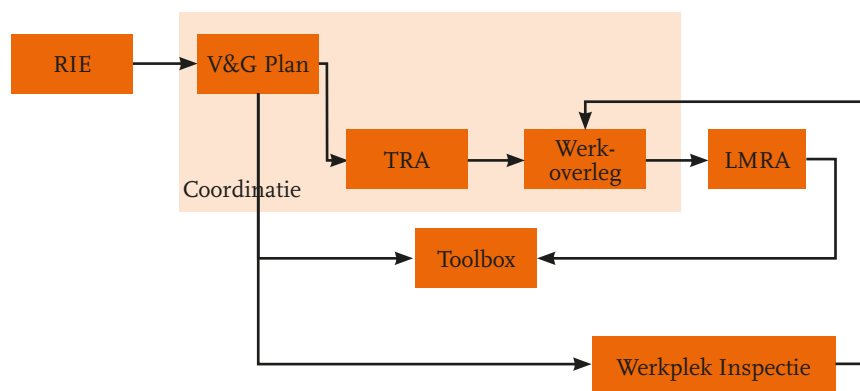 RIE
V&G Plan
TRA
Werk-
overleg
LMRA
Coordinatie
Toolbox
Werkplek Inspectie